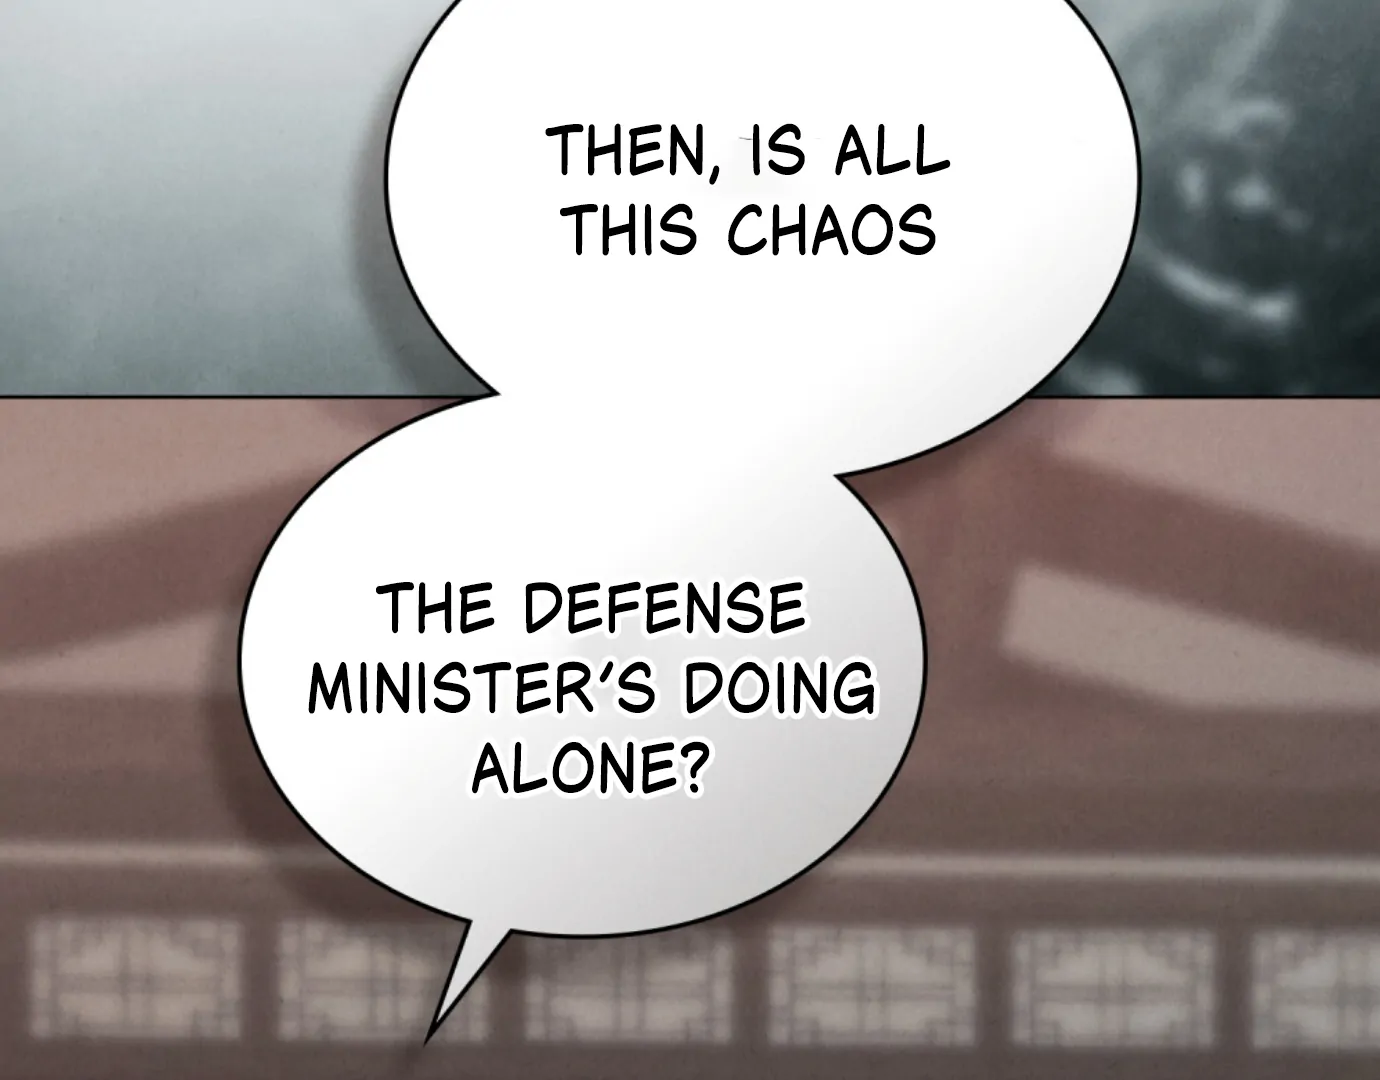 THEN, IS ALL
THIS CHAOS
THE DEFENSE
MINISTER'S DOING
ALONE?